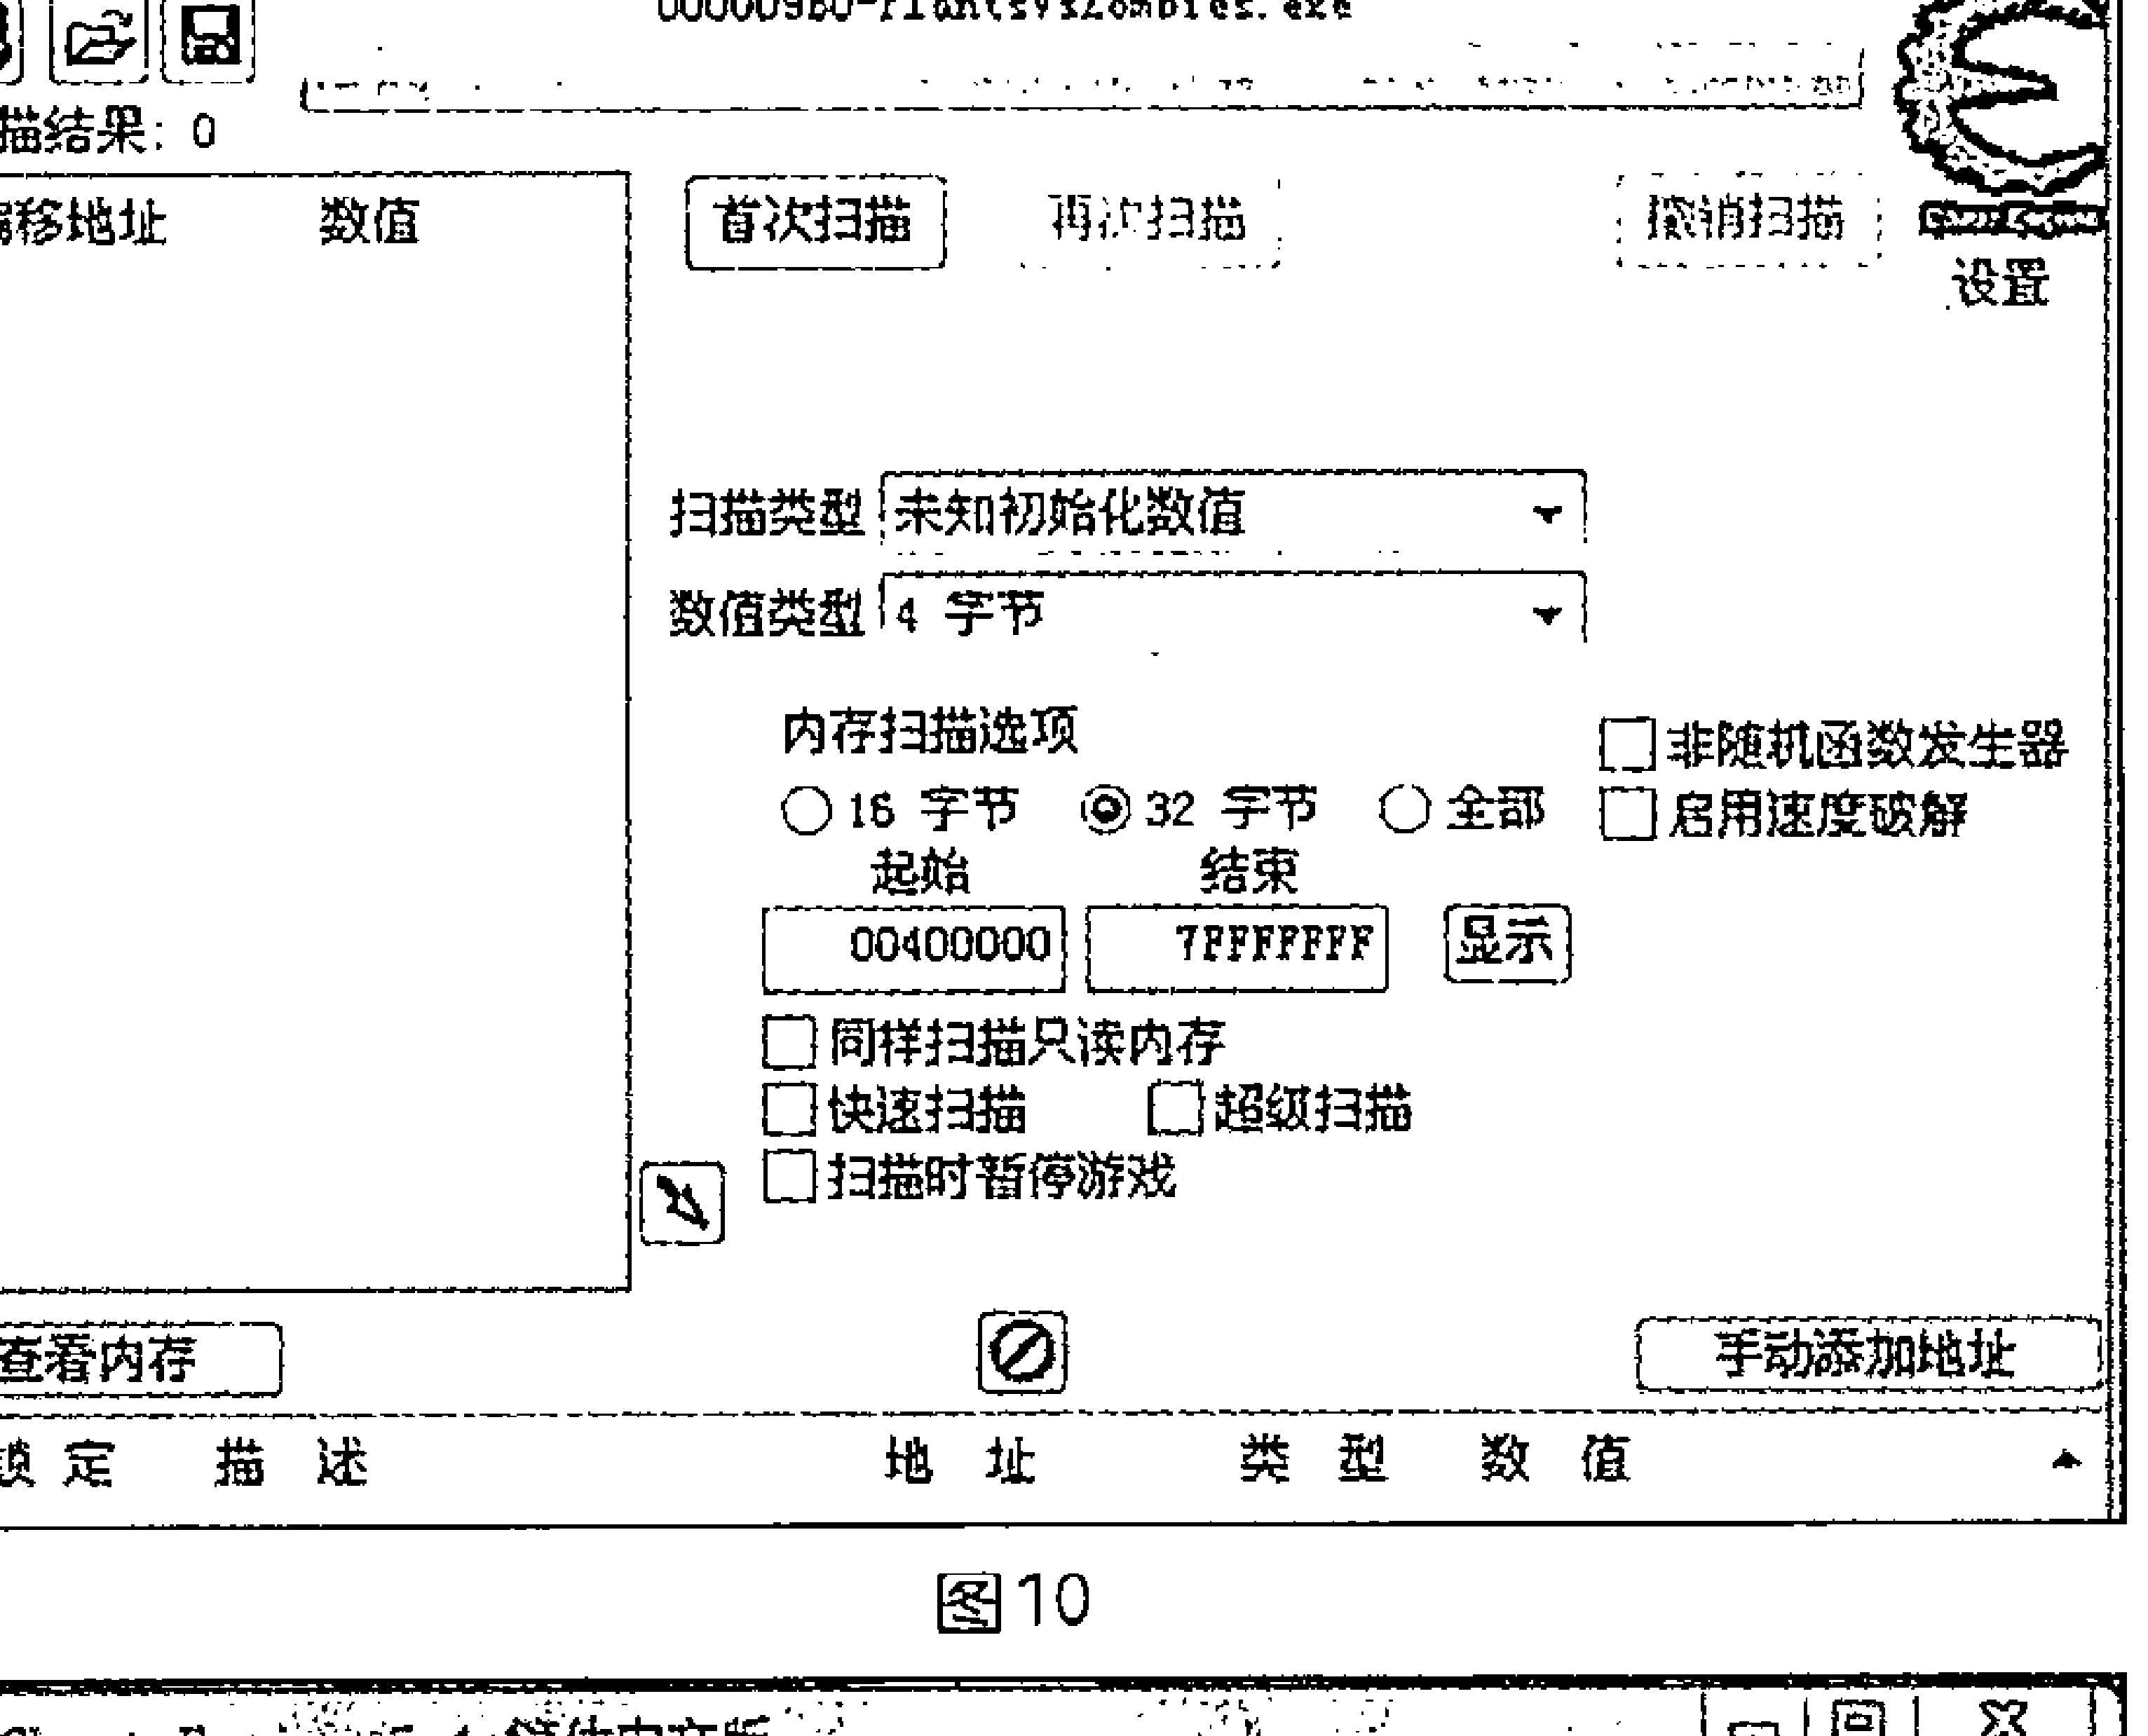 000009B0-PlantsVsZombies.exe
描结果: 0
偏移地址 数值
首次扫描 再次扫描 撤消扫描
Cheat Engine
设置
扫描类型 未知初始化数值
数值类型 4 字节
内存扫描选项
非随机函数发生器
16 字节 32 字节 全部
启用速度破解
起始 结束
00400000 7FFFFFFF 显示
同样扫描只读内存
快速扫描 超级扫描
扫描时暂停游戏
查看内存 手动添加地址
锁定 描述 地址 类型 数值
图10